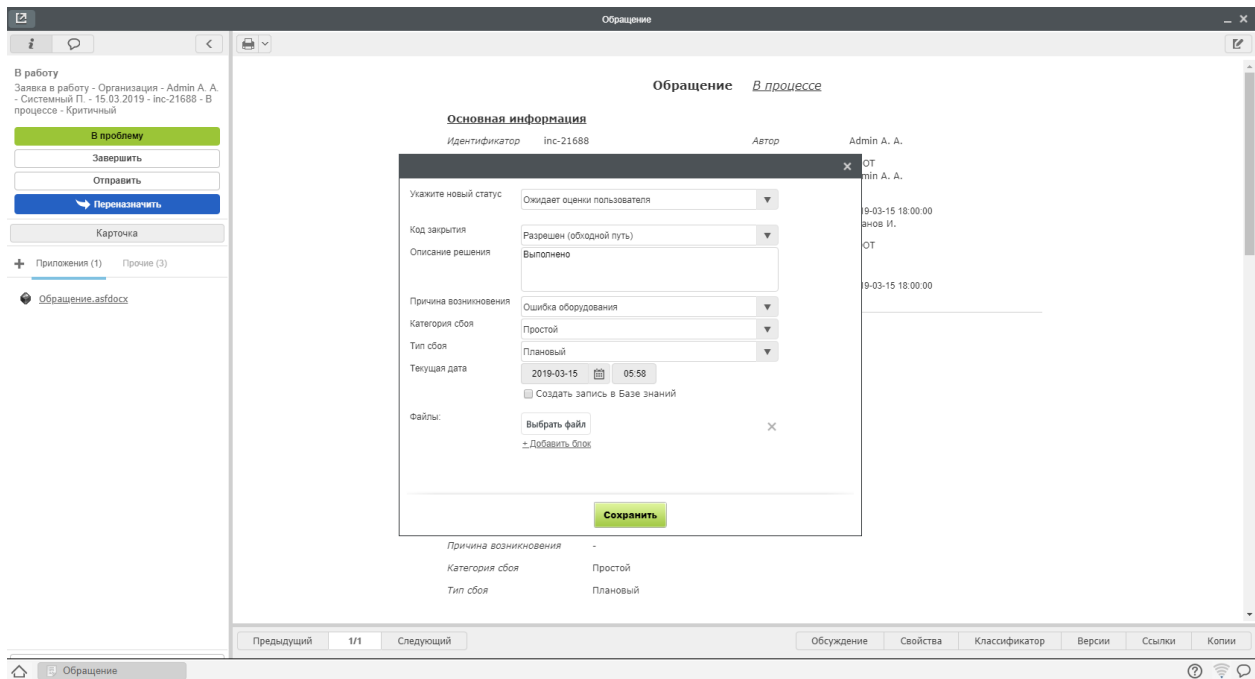 Обращение
В работу
Заявка в работу - Организация - Admin A. A.
- Системный П. - 15.03.2019 - inc-21688 - В
процессе - Критичный
В проблему
Завершить
Отправить
Переназначить
Карточка
Приложения (1) Прочие (3)
Обращение.asfdocx
Обращение В процессе
Основная информация
Идентификатор inc-21688 Автор Admin A. A.
min A. A.
19-03-15 18:00:00
19-03-15 18:00:00
Укажите новый статус Ожидает оценки пользователя
Код закрытия Разрешен (обходной путь)
Описание решения Выполнено
Причина возникновения Ошибка оборудования
Категория сбоя Простой
Тип сбоя Плановый
Текущая дата 2019-03-15 05:58
Создать запись в Базе знаний
Файлы: Выбрать файл
+ Добавить блок
Сохранить
Причина возникновения -
Категория сбоя Простой
Тип сбоя Плановый
Предыдущий 1/1 Следующий Обсуждение Свойства Классификатор Версии Ссылки Копии
Обращение